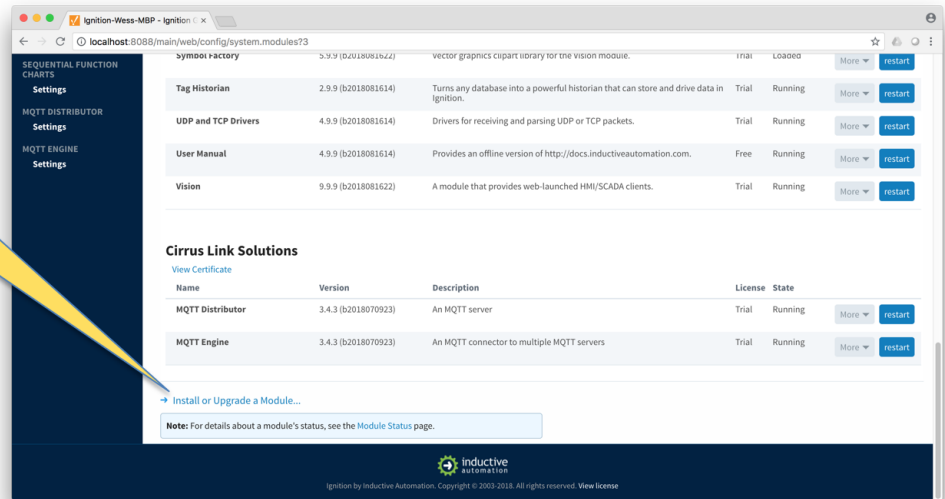 Ignition-Wess-MBP - Ignition G
localhost:8088/main/web/config/system.modules?3
SEQUENTIAL FUNCTION
CHARTS
Settings
MQTT DISTRIBUTOR
Settings
MQTT ENGINE
Settings
Symbol Factory 5.9.9 (b2018081614) Vector graphics clipart library for the Vision module. Trial Loaded More restart
Tag Historian 2.9.9 (b2018081614) Turns any database into a powerful historian that can store and drive data in Trial Running More restart
Ignition.
UDP and TCP Drivers 4.9.9 (b2018081614) Drivers for receiving and parsing UDP or TCP packets. Trial Running More restart
User Manual 4.9.9 (b2018081614) Provides an offline version of http://docs.inductiveautomation.com. Free Running More restart
Vision 9.9.9 (b2018081622) A module that provides web-launched HMI/SCADA clients. Trial Running More restart
Cirrus Link Solutions
View Certificate
Name Version Description License State
MQTT Distributor 3.4.3 (b2018070923) An MQTT server Trial Running More restart
MQTT Engine 3.4.3 (b2018070923) An MQTT connector to multiple MQTT servers Trial Running More restart
Install or Upgrade a Module...
Note: For details about a module's status, see the Module Status page.
inductive
automation
Ignition by Inductive Automation. Copyright © 2003-2018. All rights reserved. View license